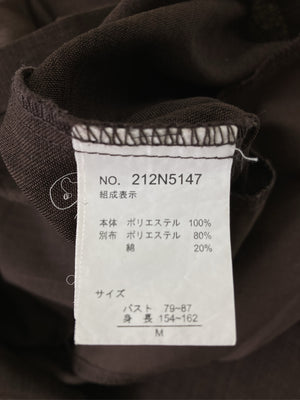 NO. 212N5147
組成表示
本体 ポリエステル 100%
別布 ポリエステル 80%
綿 20%
サイズ
バスト 79~87
身長 154~162
M